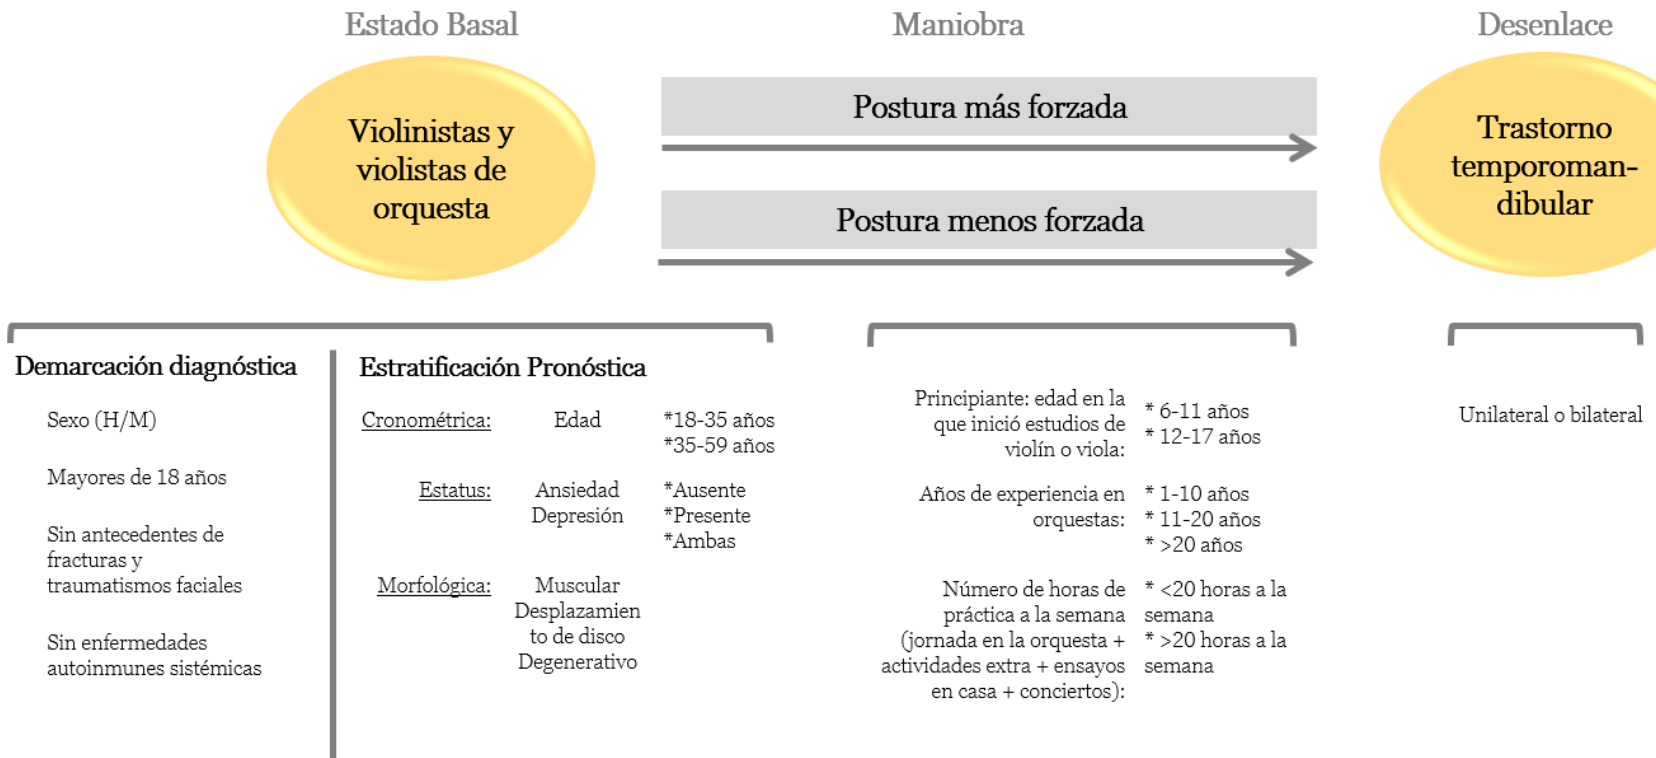 Estado Basal
Maniobra
Desenlace
Violinistas y
violistas de
orquesta
Postura más forzada
Postura menos forzada
Trastorno
temporoman-
dibular
Demarcación diagnóstica
Sexo (H/M)
Mayores de 18 años
Sin antecedentes de
fracturas y
traumatismos faciales
Sin enfermedades
autoinmunes sistémicas
Estratificación Pronóstica
Cronométrica:
Edad
*18-35 años
*35-59 años
Estatus:
Ansiedad
Depresión
*Ausente
*Presente
*Ambas
Morfológica:
Muscular
Desplazamien
to de disco
Degenerativo
Principiante: edad en la
que inició estudios de
violín o viola:
* 6-11 años
* 12-17 años
Años de experiencia en
orquestas:
* 1-10 años
* 11-20 años
* >20 años
Número de horas de
práctica a la semana
(jornada en la orquesta +
actividades extra + ensayos
en casa + conciertos):
* <20 horas a la
semana
* >20 horas a la
semana
Unilateral o bilateral